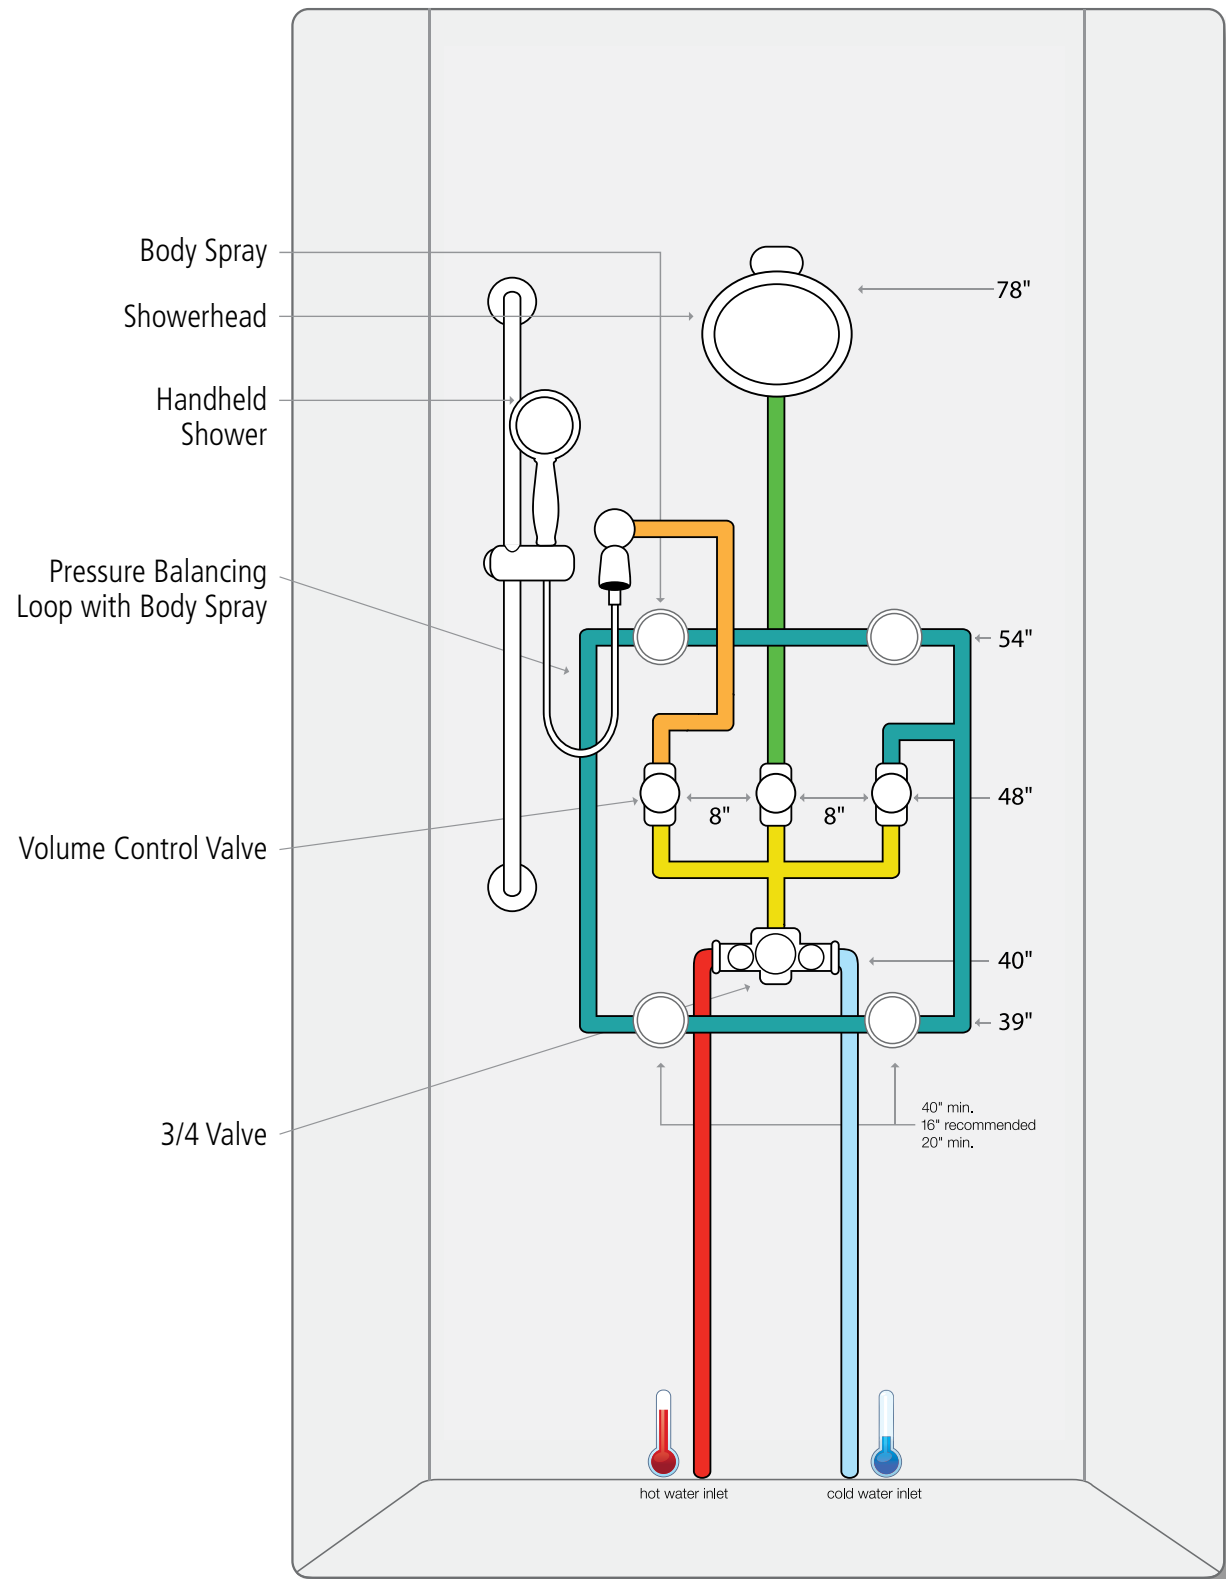 Body Spray
Showerhead
78"
Handheld
Shower
Pressure Balancing
Loop with Body Spray
54"
Volume Control Valve
8"
8"
48"
40"
39"
3/4 Valve
40" min.
16" recommended
20" min.
hot water inlet
cold water inlet